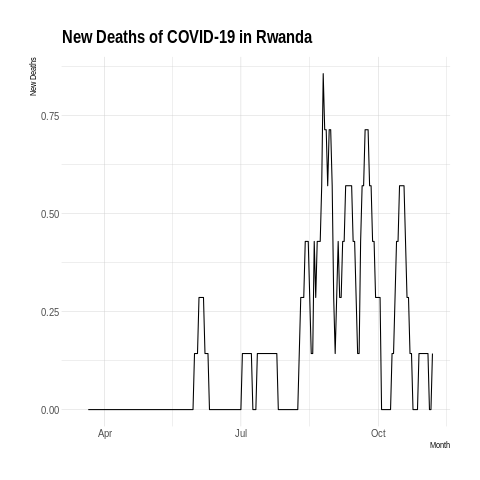 New Deaths of COVID-19 in Rwanda
New Deaths
0.75
0.50
0.25
0.00
Apr Jul Oct
Month